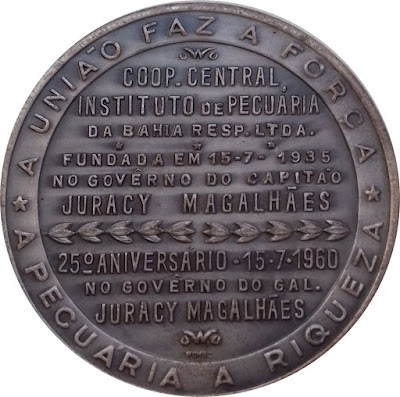 A UNIÃO FAZ A FORÇA
W
COOP. CENTRAL,
INSTITUTO DE PECUÁRIA
DA BAHIA RESP. LTDA.
FUNDADA EM 15-7-1935
NO GOVÊRNO DO CAPITÃO
JURACY MAGALHÃES
25º ANIVERSÁRIO - 15.7.1960
NO GOVÊRNO DO GAL.
JURACY MAGALHÃES
W
A PECUÁRIA A RIQUEZA